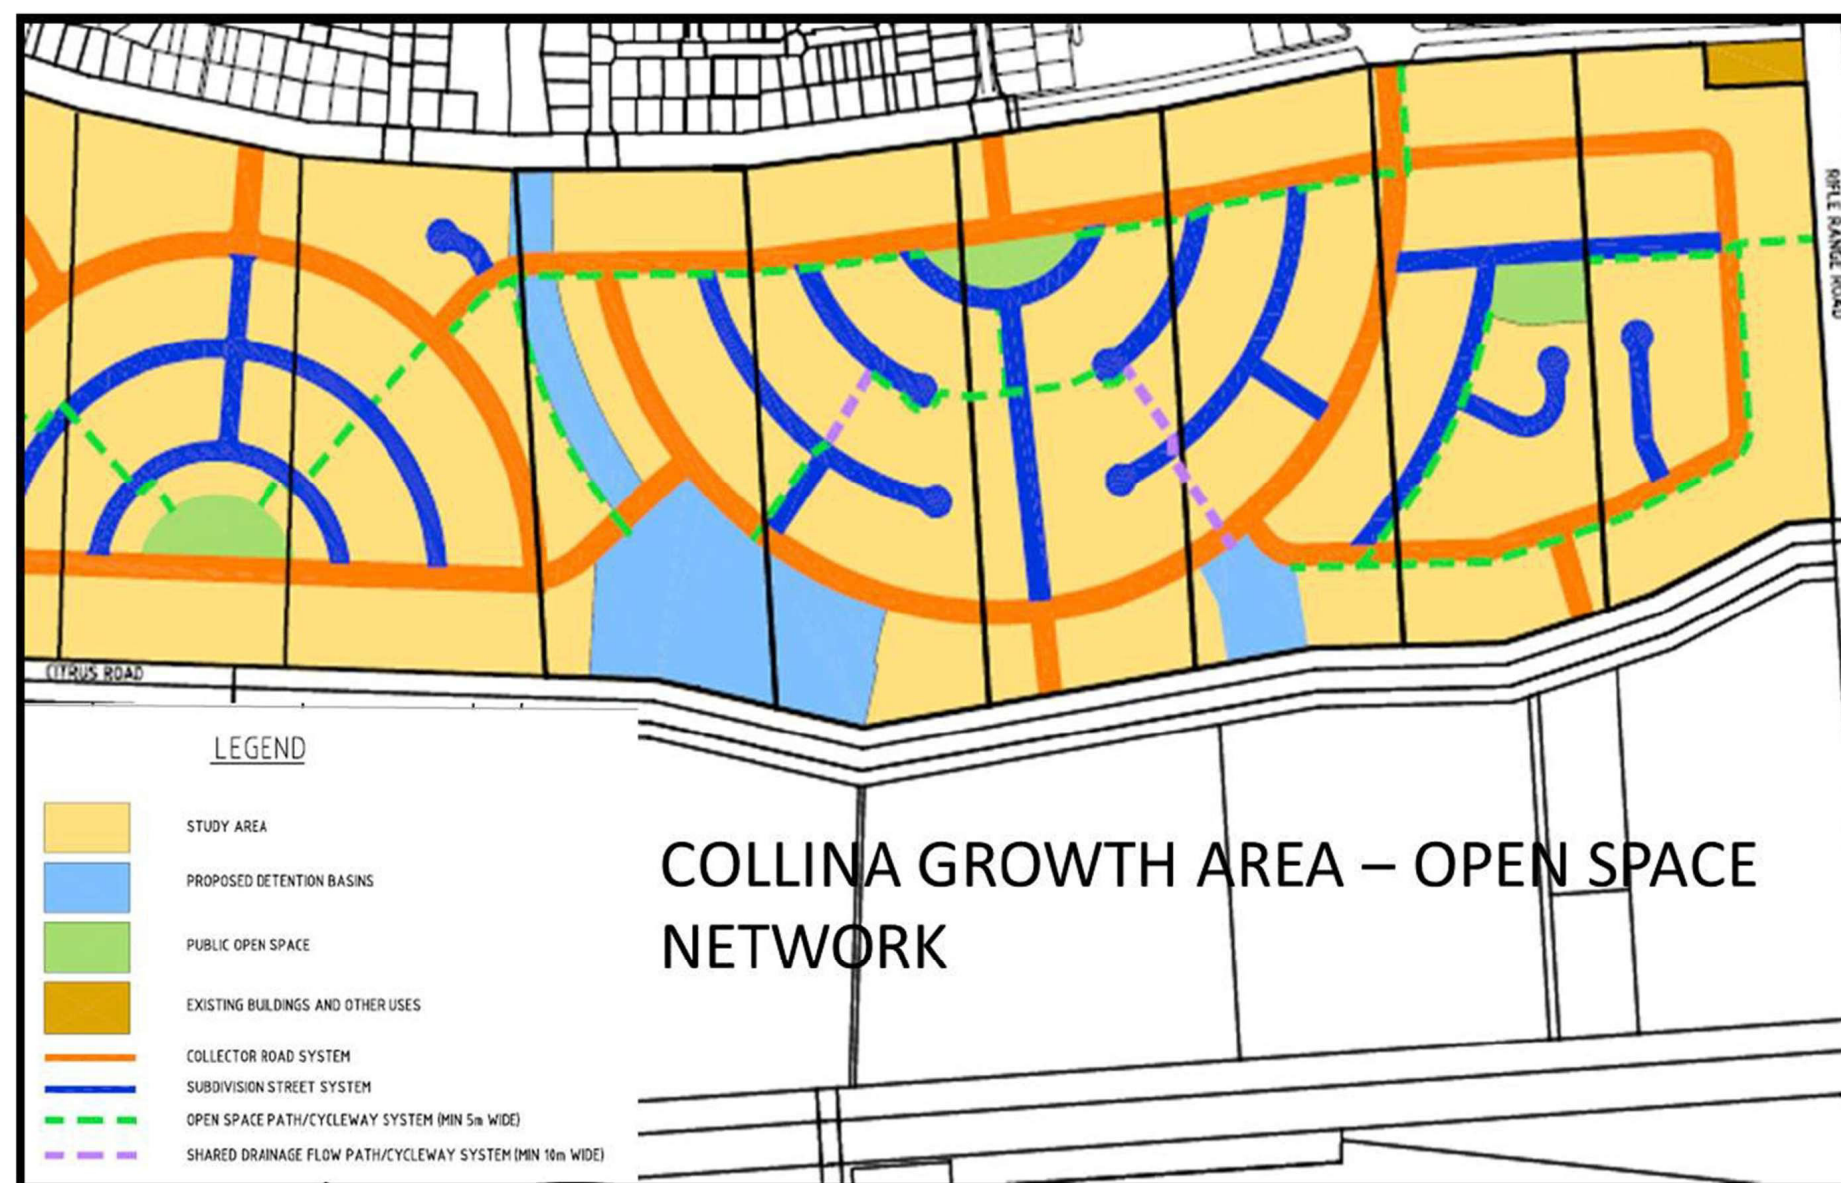 RIFLE RANGE ROAD
CITRUS ROAD
LEGEND
STUDY AREA
PROPOSED DETENTION BASINS
PUBLIC OPEN SPACE
EXISTING BUILDINGS AND OTHER USES
COLLECTOR ROAD SYSTEM
SUBDIVISION STREET SYSTEM
OPEN SPACE PATH/CYCLEWAY SYSTEM (MIN 5m WIDE)
SHARED DRAINAGE FLOW PATH/CYCLEWAY SYSTEM (MIN 10m WIDE)
COLLINA GROWTH AREA – OPEN SPACE
NETWORK